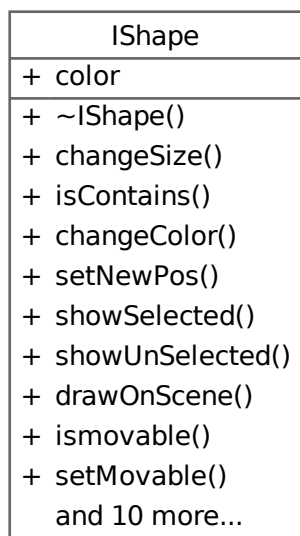 IShape
+ color
+ ~IShape()
+ changeSize()
+ isContains()
+ changeColor()
+ setNewPos()
+ showSelected()
+ showUnSelected()
+ drawOnScene()
+ ismovable()
+ setMovable()
and 10 more...